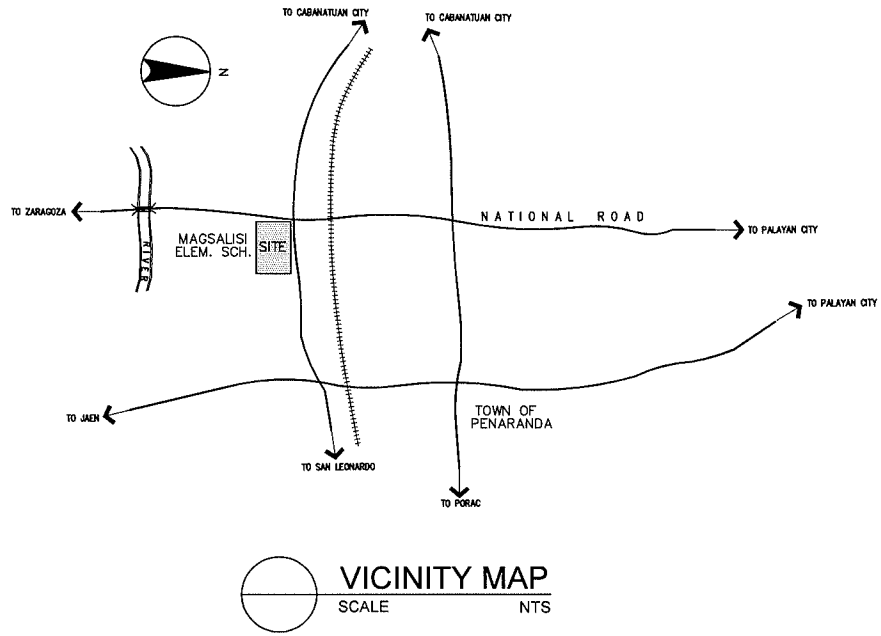 TO CABANATUAN CITY
TO CABANATUAN CITY
N
TO ZARAGOZA
NATIONAL ROAD
TO PALAYAN CITY
MAGSALISI
ELEM. SCH.
SITE
RIVER
TO PALAYAN CITY
TO JAEN
TOWN OF
PENARANDA
TO SAN LEONARDO
TO PORAC
VICINITY MAP
SCALE NTS